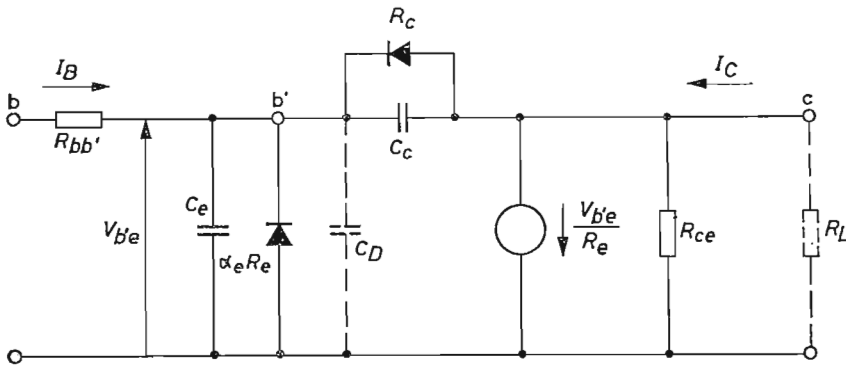 R_c
I_B
I_C
b
b'
c
R_bb'
C_c
V_b'e
C_e
α_e R_e
C_D
V_b'e
R_e
R_ce
R_L